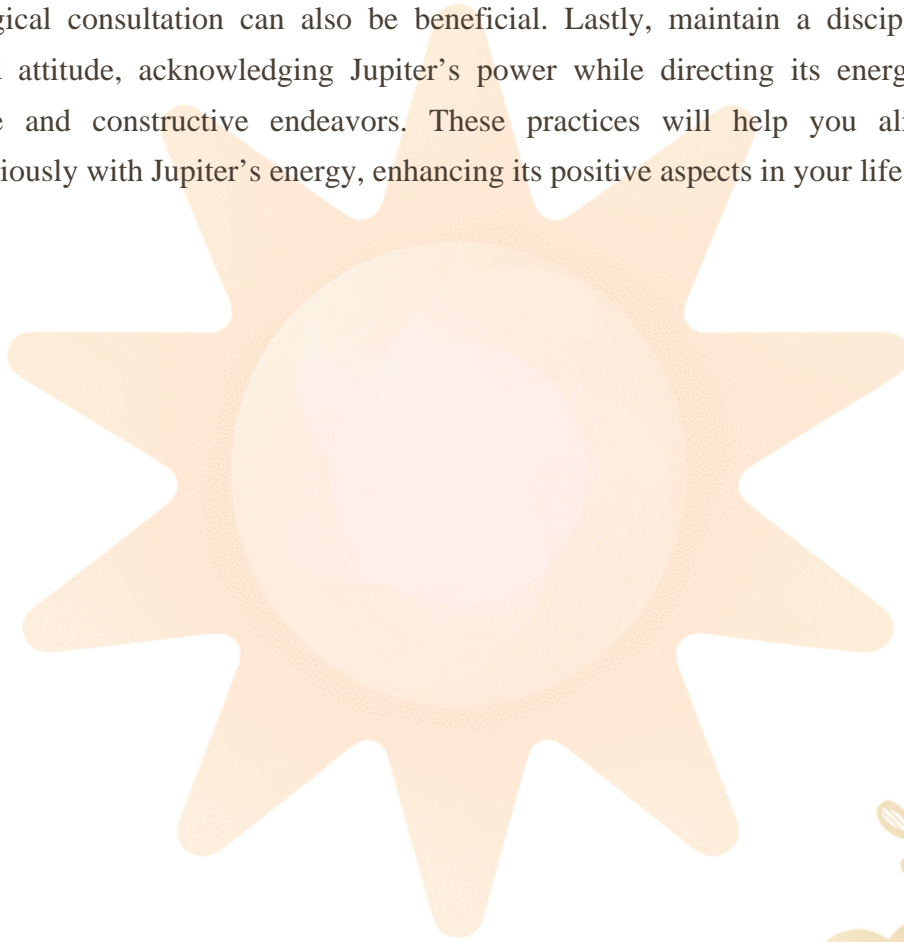 gical consultation can also be beneficial. Lastly, maintain a discipl
attitude, acknowledging Jupiter’s power while directing its energ
and constructive endeavors. These practices will help you ali
iously with Jupiter’s energy, enhancing its positive aspects in your life